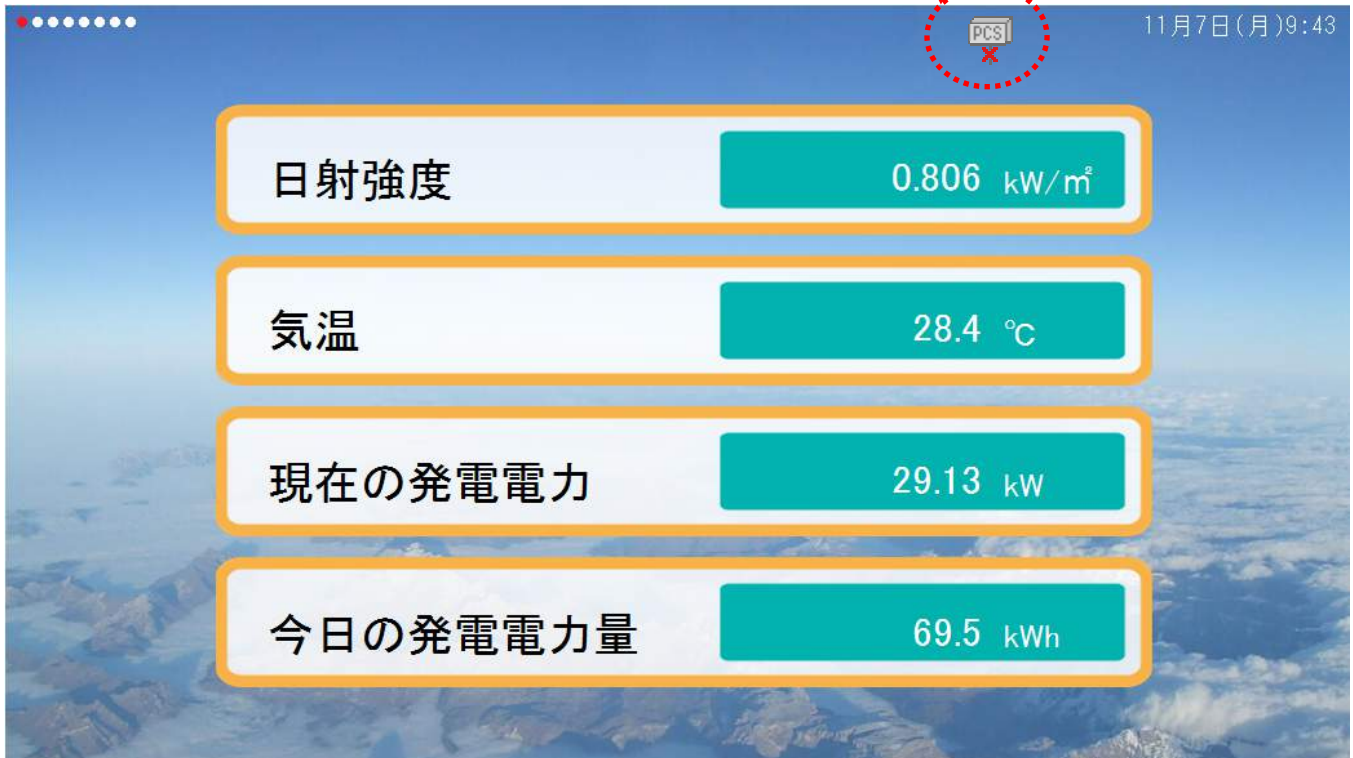 PCS
11月7日(月)9:43
日射強度 0.806 kW/㎡
気温 28.4 ℃
現在の発電電力 29.13 kW
今日の発電電力量 69.5 kWh